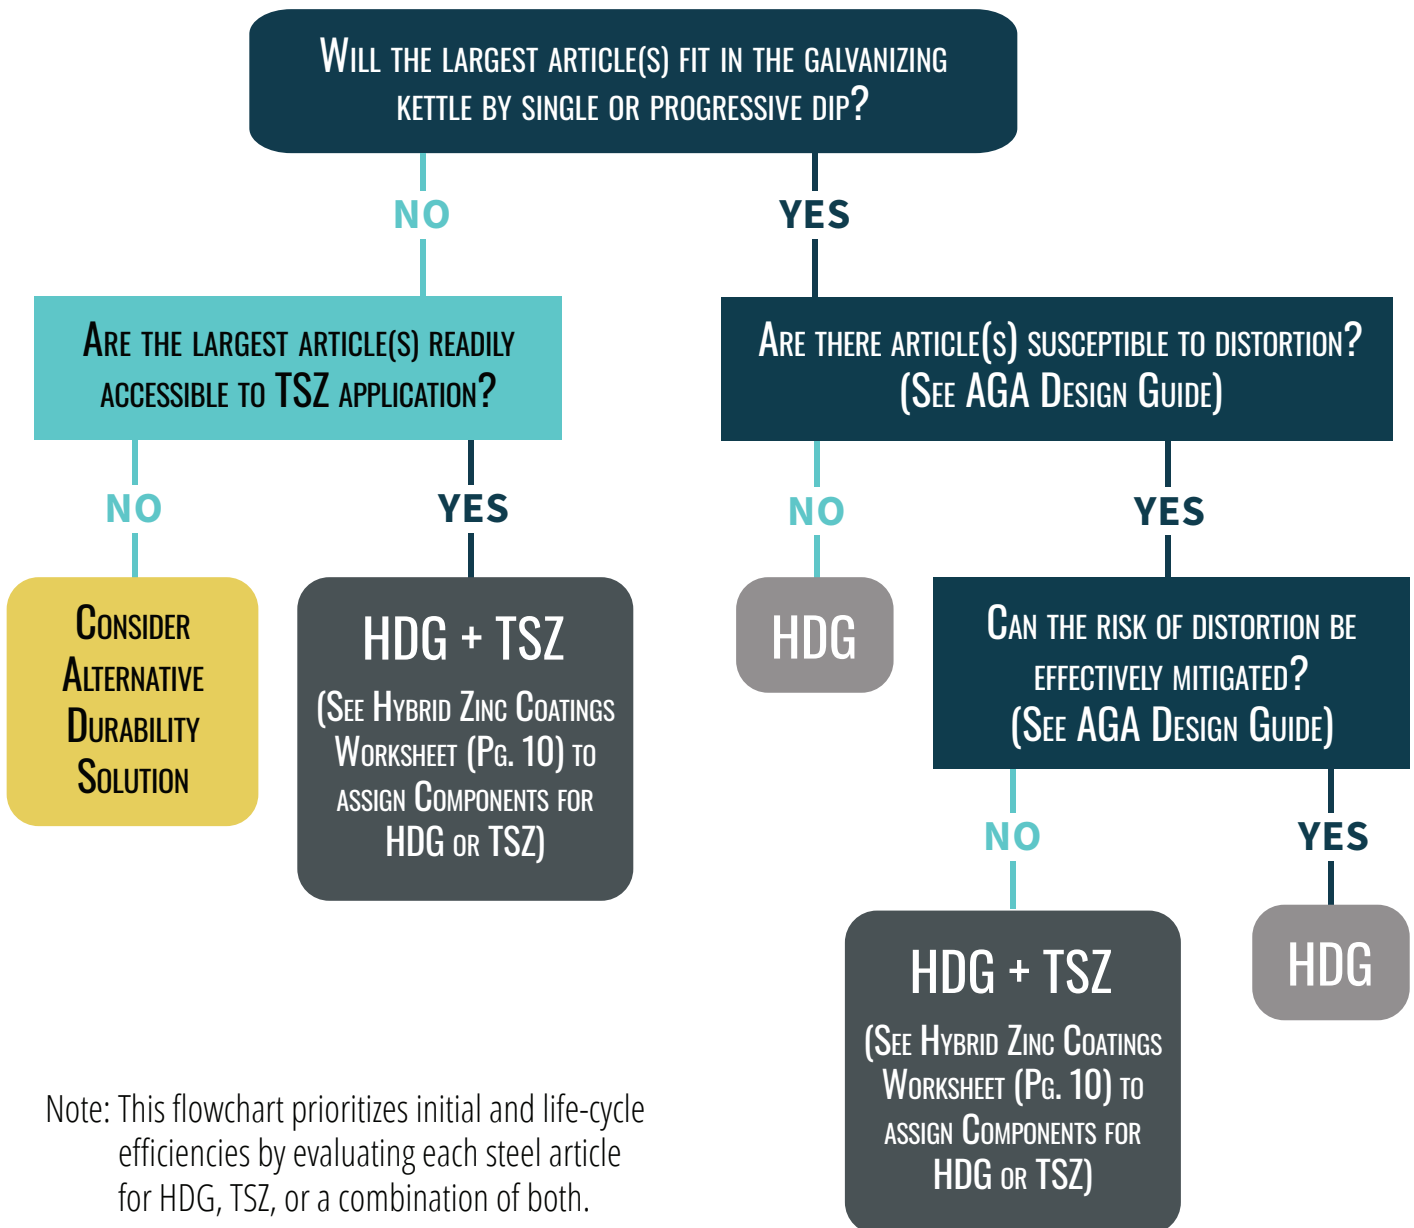 Will the largest article(s) fit in the galvanizing
kettle by single or progressive dip?
NO
YES
Are the largest article(s) readily
accessible to TSZ application?
Are there article(s) susceptible to distortion?
(See AGA Design Guide)
NO
YES
NO
YES
Consider
Alternative
Durability
Solution
HDG + TSZ
(See Hybrid Zinc Coatings
Worksheet (Pg. 10) to
assign Components for
HDG or TSZ)
HDG
Can the risk of distortion be
effectively mitigated?
(See AGA Design Guide)
NO
YES
HDG + TSZ
(See Hybrid Zinc Coatings
Worksheet (Pg. 10) to
assign Components for
HDG or TSZ)
HDG
Note: This flowchart prioritizes initial and life-cycle
efficiencies by evaluating each steel article
for HDG, TSZ, or a combination of both.